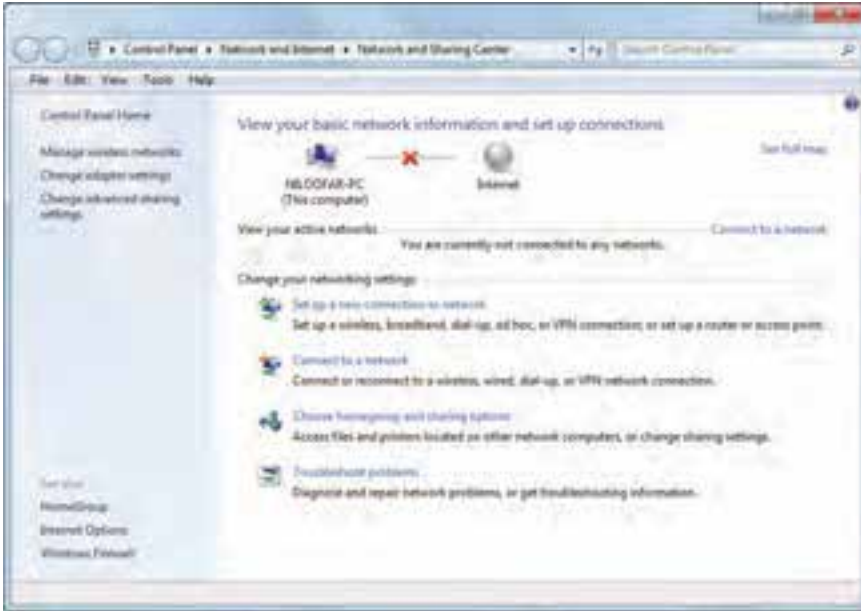 Control Panel ▸ Network and Internet ▸ Network and Sharing Center
Search Control Panel
File Edit View Tools Help
Control Panel Home
Manage wireless networks
Change adapter settings
Change advanced sharing
settings
View your basic network information and set up connections
See full map
NILOOFAR-PC
(This computer)
Internet
View your active networks
Connect to a network
You are currently not connected to any networks.
Change your networking settings
Set up a new connection or network
Set up a wireless, broadband, dial-up, ad hoc, or VPN connection; or set up a router or access point.
Connect to a network
Connect or reconnect to a wireless, wired, dial-up, or VPN network connection.
Choose homegroup and sharing options
Access files and printers located on other network computers, or change sharing settings.
Troubleshoot problems
Diagnose and repair network problems, or get troubleshooting information.
See also
HomeGroup
Internet Options
Windows Firewall